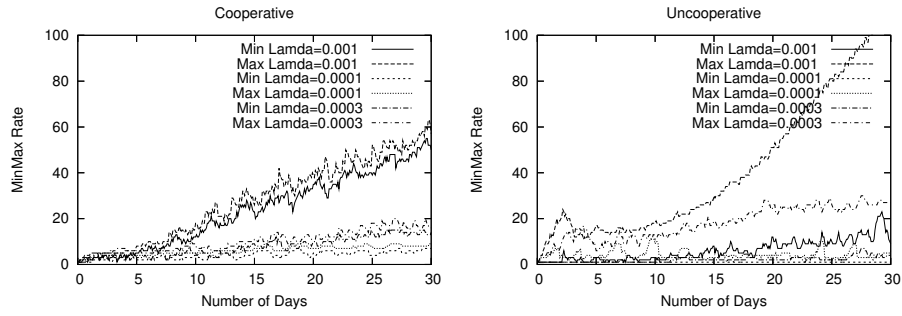 Cooperative
MinMax Rate
100
80
60
40
20
0
Min Lamda=0.001
Max Lamda=0.001
Min Lamda=0.0001
Max Lamda=0.0001
Min Lamda=0.0003
Max Lamda=0.0003
0 5 10 15 20 25 30
Number of Days
Uncooperative
MinMax Rate
100
80
60
40
20
0
Min Lamda=0.001
Max Lamda=0.001
Min Lamda=0.0001
Max Lamda=0.0001
Min Lamda=0.0003
Max Lamda=0.0003
0 5 10 15 20 25 30
Number of Days